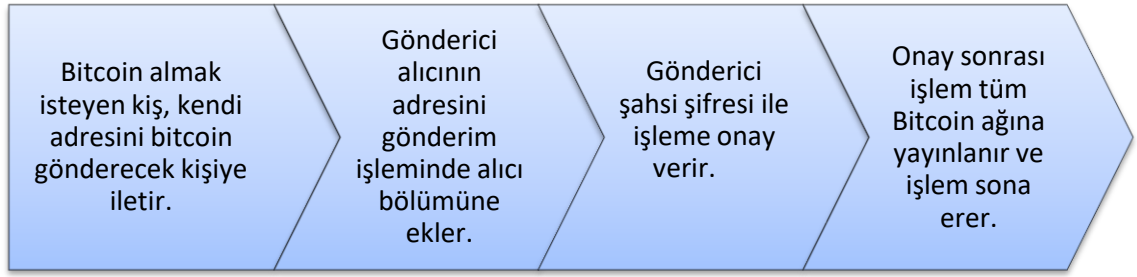 Bitcoin almak
isteyen kiş, kendi
adresini bitcoin
gönderecek kişiye
iletir.
Gönderici
alıcının
adresini
gönderim
işleminde alıcı
bölümüne
ekler.
Gönderici
şahsi şifresi ile
işleme onay
verir.
Onay sonrası
işlem tüm
Bitcoin ağına
yayınlanır ve
işlem sona
erer.